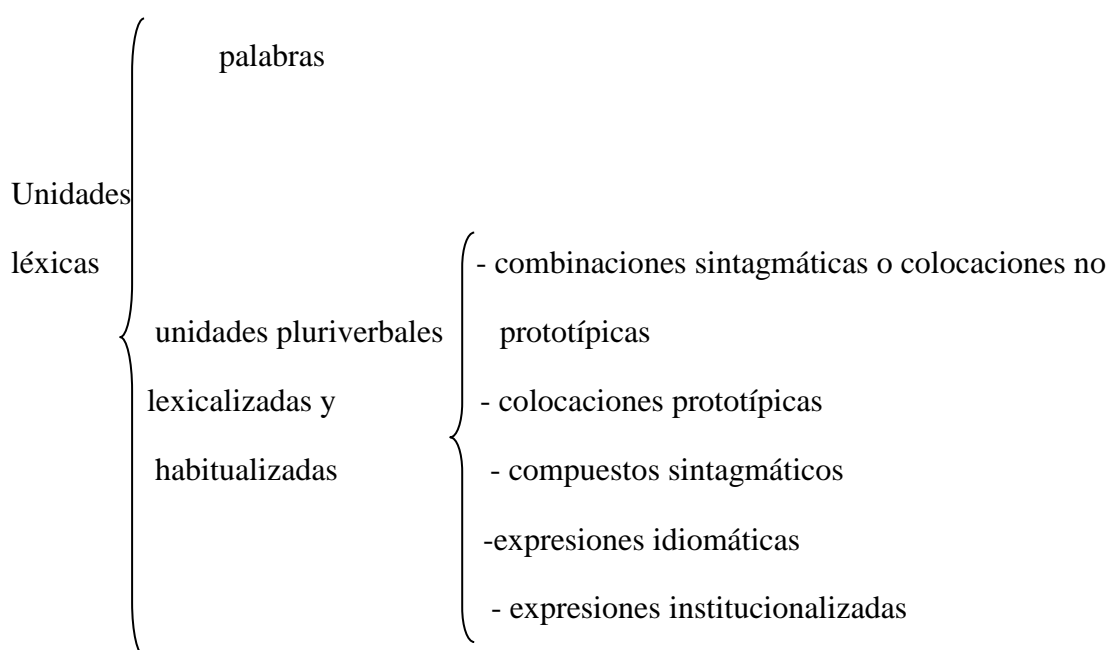 palabras
Unidades
léxicas
- combinaciones sintagmáticas o colocaciones no
unidades pluriverbales
prototípicas
lexicalizadas y
- colocaciones prototípicas
habitualizadas
- compuestos sintagmáticos
-expresiones idiomáticas
- expresiones institucionalizadas